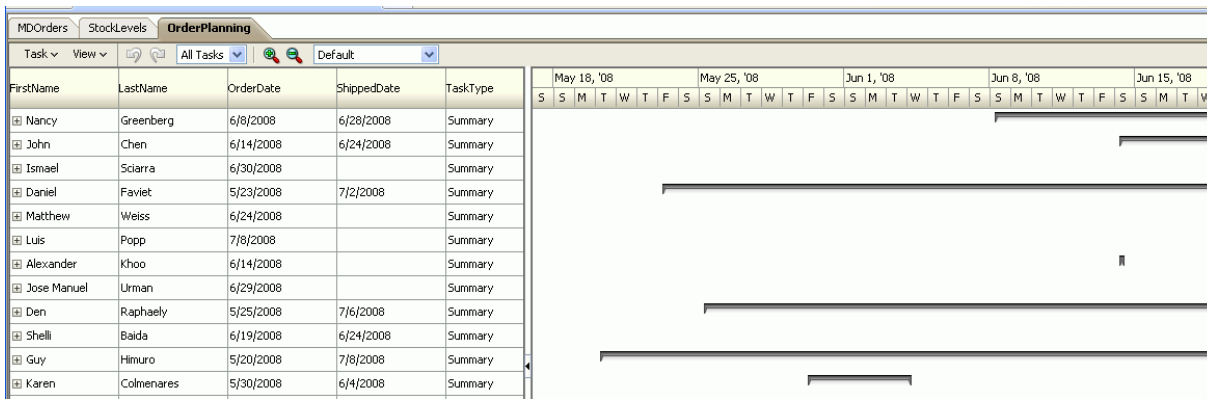 MDOrders StockLevels OrderPlanning
Task View All Tasks Default
FirstName LastName OrderDate ShippedDate TaskType May 18, '08 May 25, '08 Jun 1, '08 Jun 8, '08 Jun 15, '08
S S M T W T F S S M T W T F S S M T W T F S S M T W T F S S M T W
Nancy Greenberg 6/8/2008 6/28/2008 Summary
John Chen 6/14/2008 6/24/2008 Summary
Ismael Sciarra 6/30/2008 Summary
Daniel Faviet 5/23/2008 7/2/2008 Summary
Matthew Weiss 6/24/2008 Summary
Luis Popp 7/8/2008 Summary
Alexander Khoo 6/14/2008 Summary
Jose Manuel Urman 6/29/2008 Summary
Den Raphaely 5/25/2008 7/6/2008 Summary
Shelli Baida 6/19/2008 6/24/2008 Summary
Guy Himuro 5/20/2008 7/8/2008 Summary
Karen Colmenares 5/30/2008 6/4/2008 Summary